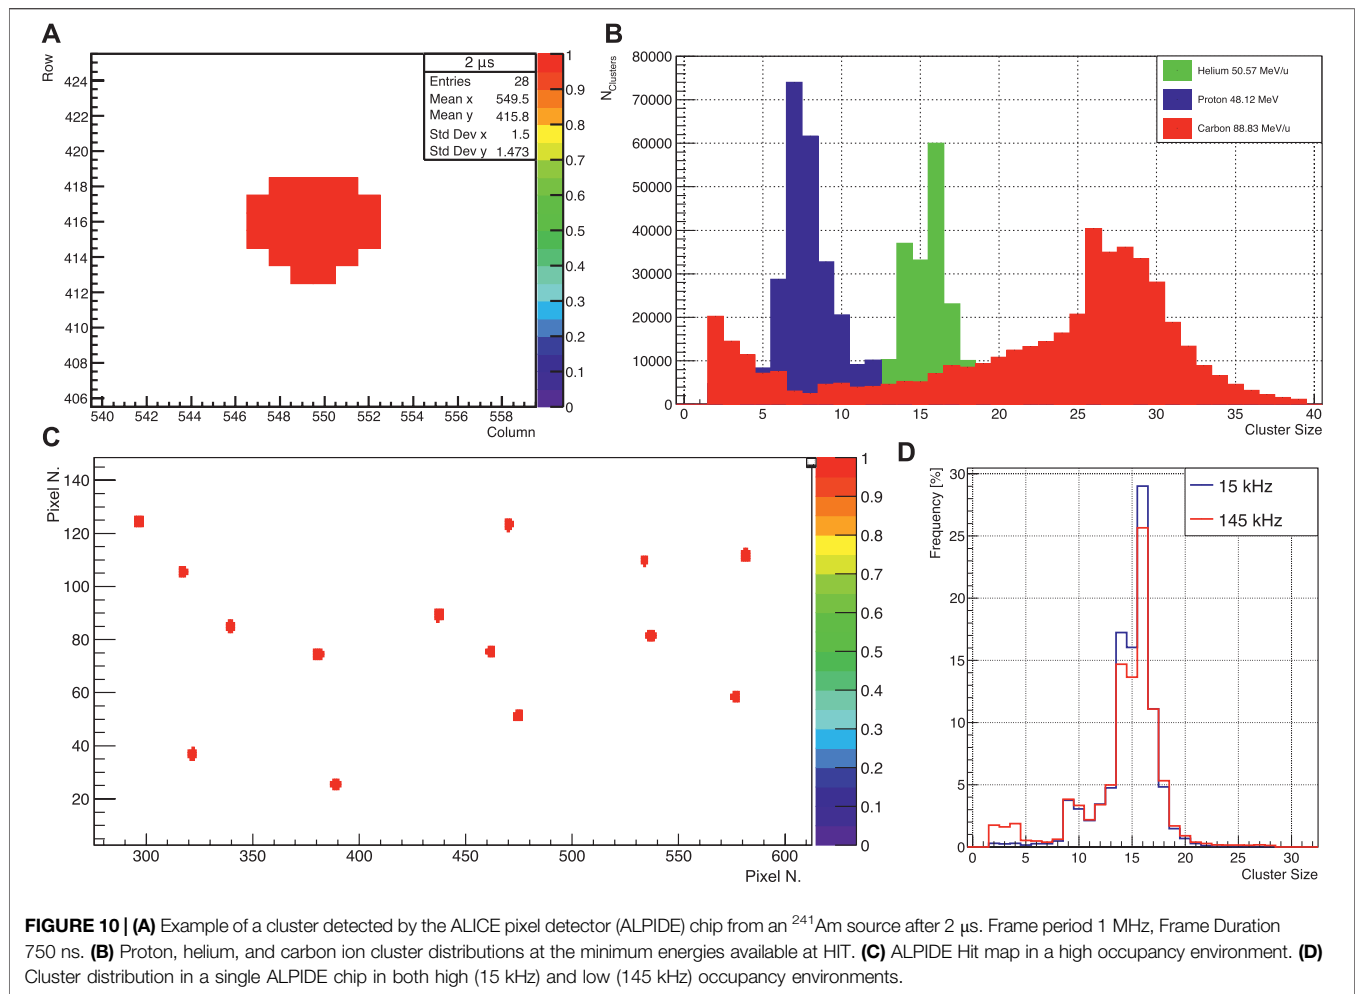 A
Row
424
422
420
418
416
414
412
410
408
406
540 542 544 546 548 550 552 554 556 558
Column
2 µs
Entries 28
Mean x 549.5
Mean y 415.8
Std Dev x 1.5
Std Dev y 1.473
1
0.9
0.8
0.7
0.6
0.5
0.4
0.3
0.2
0.1
0
B
N_Clusters
80000
70000
60000
50000
40000
30000
20000
10000
0
0 5 10 15 20 25 30 35 40
Cluster Size
Helium 50.57 MeV/u
Proton 48.12 MeV
Carbon 88.83 MeV/u
C
Pixel N.
140
120
100
80
60
40
20
300 350 400 450 500 550 600
Pixel N.
1
0.9
0.8
0.7
0.6
0.5
0.4
0.3
0.2
0.1
0
D
Frequency [%]
30
25
20
15
10
5
0
0 5 10 15 20 25 30
Cluster Size
15 kHz
145 kHz
FIGURE 10 | (A) Example of a cluster detected by the ALICE pixel detector (ALPIDE) chip from an ²⁴¹Am source after 2 µs. Frame period 1 MHz, Frame Duration
750 ns. (B) Proton, helium, and carbon ion cluster distributions at the minimum energies available at HIT. (C) ALPIDE Hit map in a high occupancy environment. (D)
Cluster distribution in a single ALPIDE chip in both high (15 kHz) and low (145 kHz) occupancy environments.